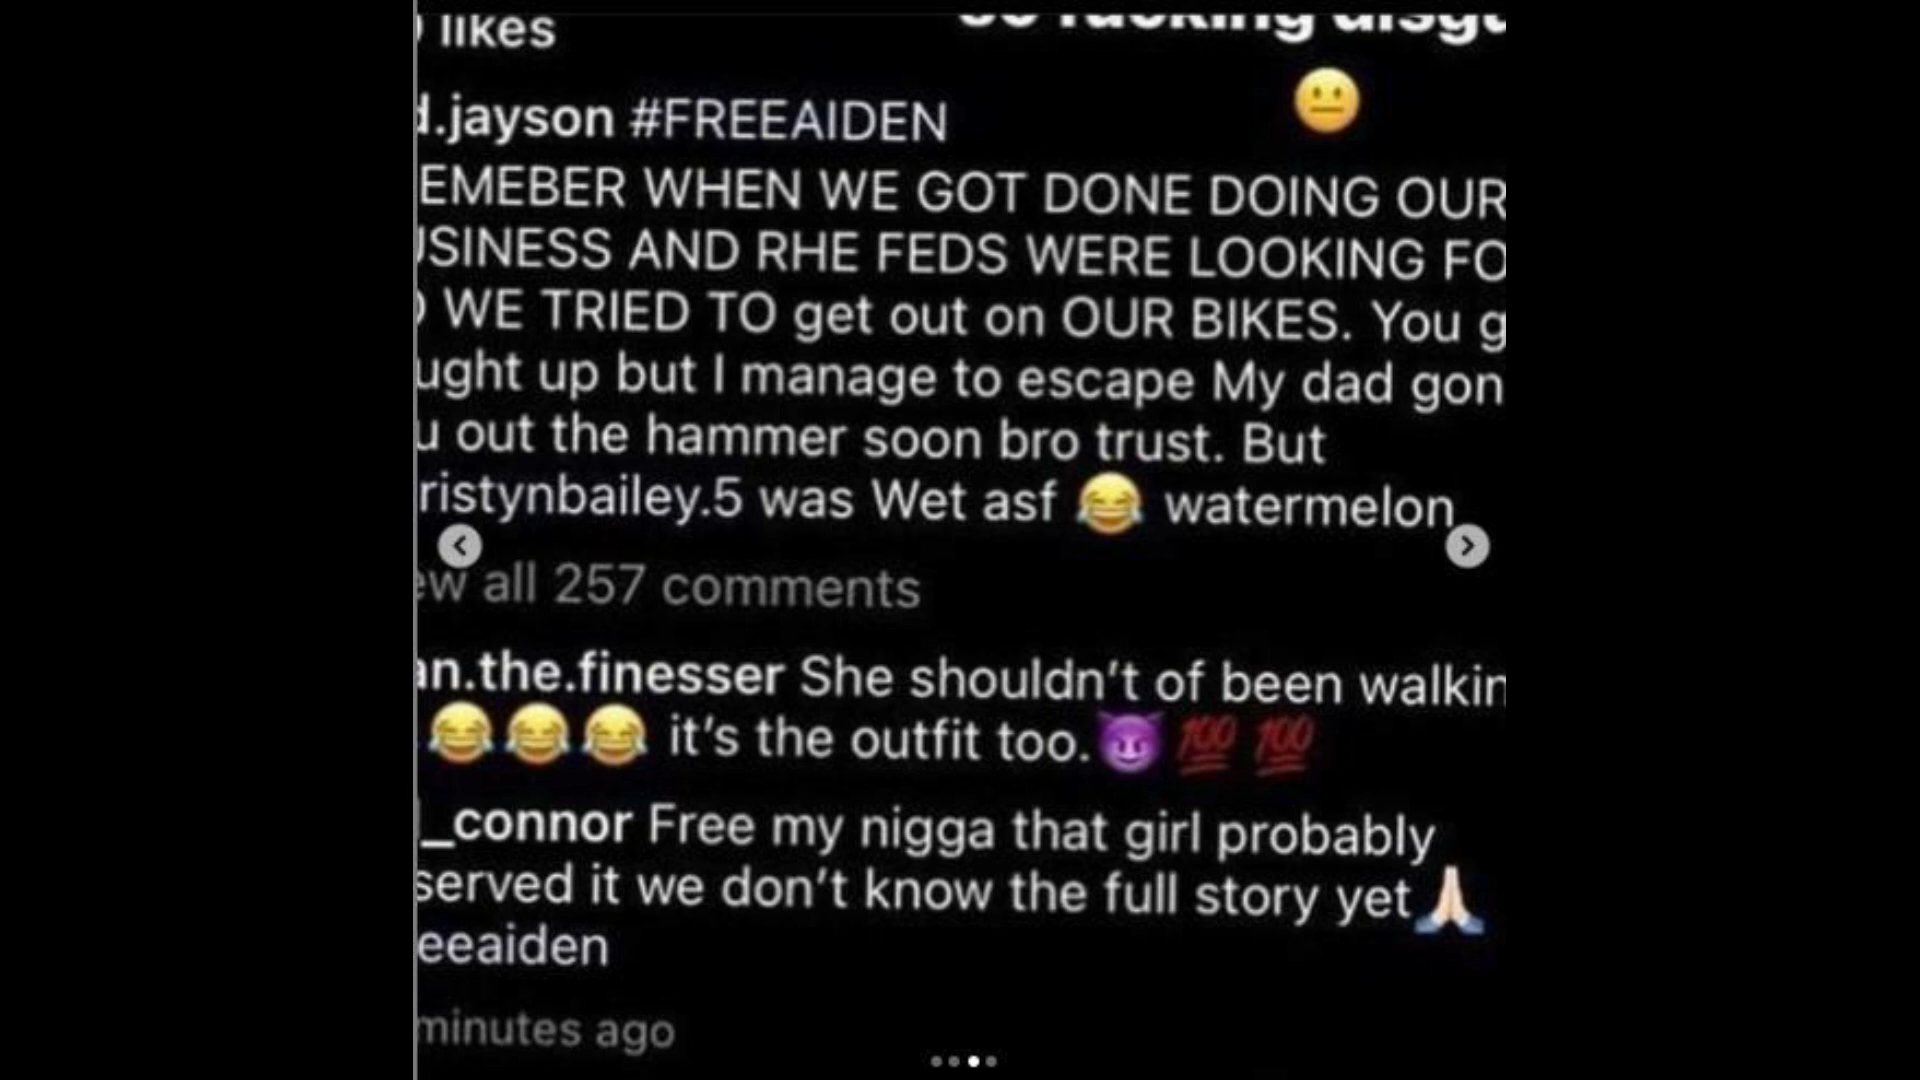 likes
so fucking disgu
d.jayson #FREEAIDEN
EMEBER WHEN WE GOT DONE DOING OUR
USINESS AND RHE FEDS WERE LOOKING FO
WE TRIED TO get out on OUR BIKES. You g
ught up but I manage to escape My dad gon
u out the hammer soon bro trust. But
ristynbailey.5 was Wet asf 😂 watermelon
ew all 257 comments
an.the.finesser She shouldn't of been walkin
😂😂😂 it's the outfit too.😈💯💯
_connor Free my nigga that girl probably
served it we don't know the full story yet🙏🏻
eeaiden
minutes ago